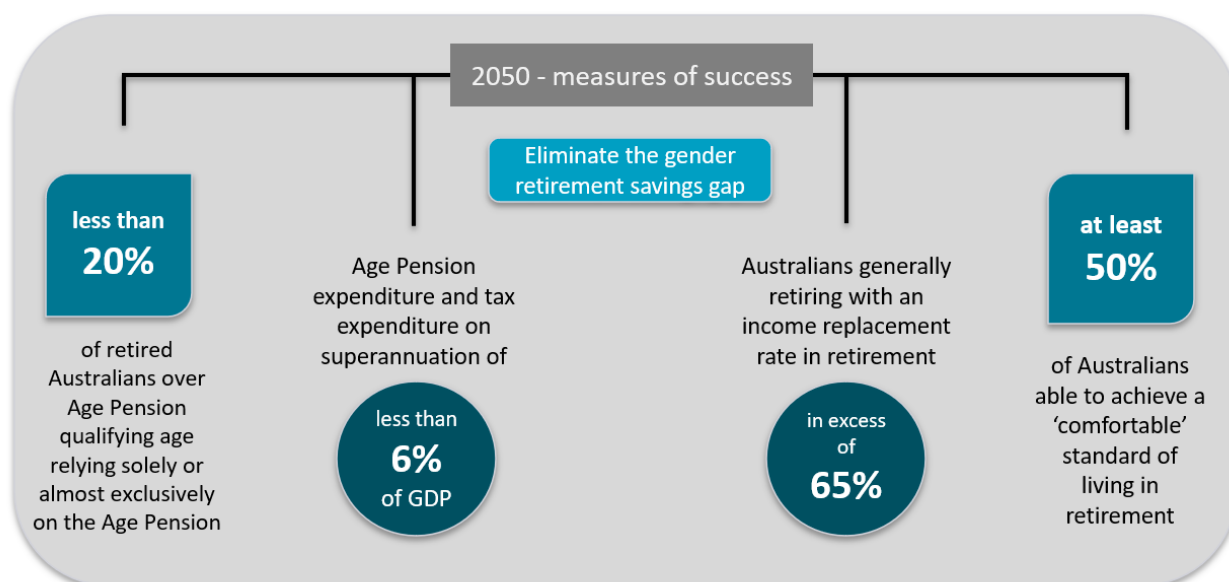 2050 - measures of success
Eliminate the gender
retirement savings gap
less than
20%
of retired
Australians over
Age Pension
qualifying age
relying solely or
almost exclusively
on the Age Pension
Age Pension
expenditure and tax
expenditure on
superannuation of
less than
6%
of GDP
Australians generally
retiring with an
income replacement
rate in retirement
in excess
of
65%
at least
50%
of Australians
able to achieve a
‘comfortable’
standard of
living in
retirement